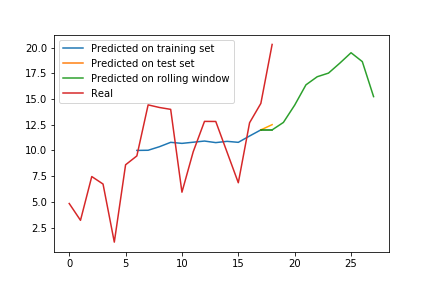 20.0
17.5
15.0
12.5
10.0
7.5
5.0
2.5
Predicted on training set
Predicted on test set
Predicted on rolling window
Real
0 5 10 15 20 25